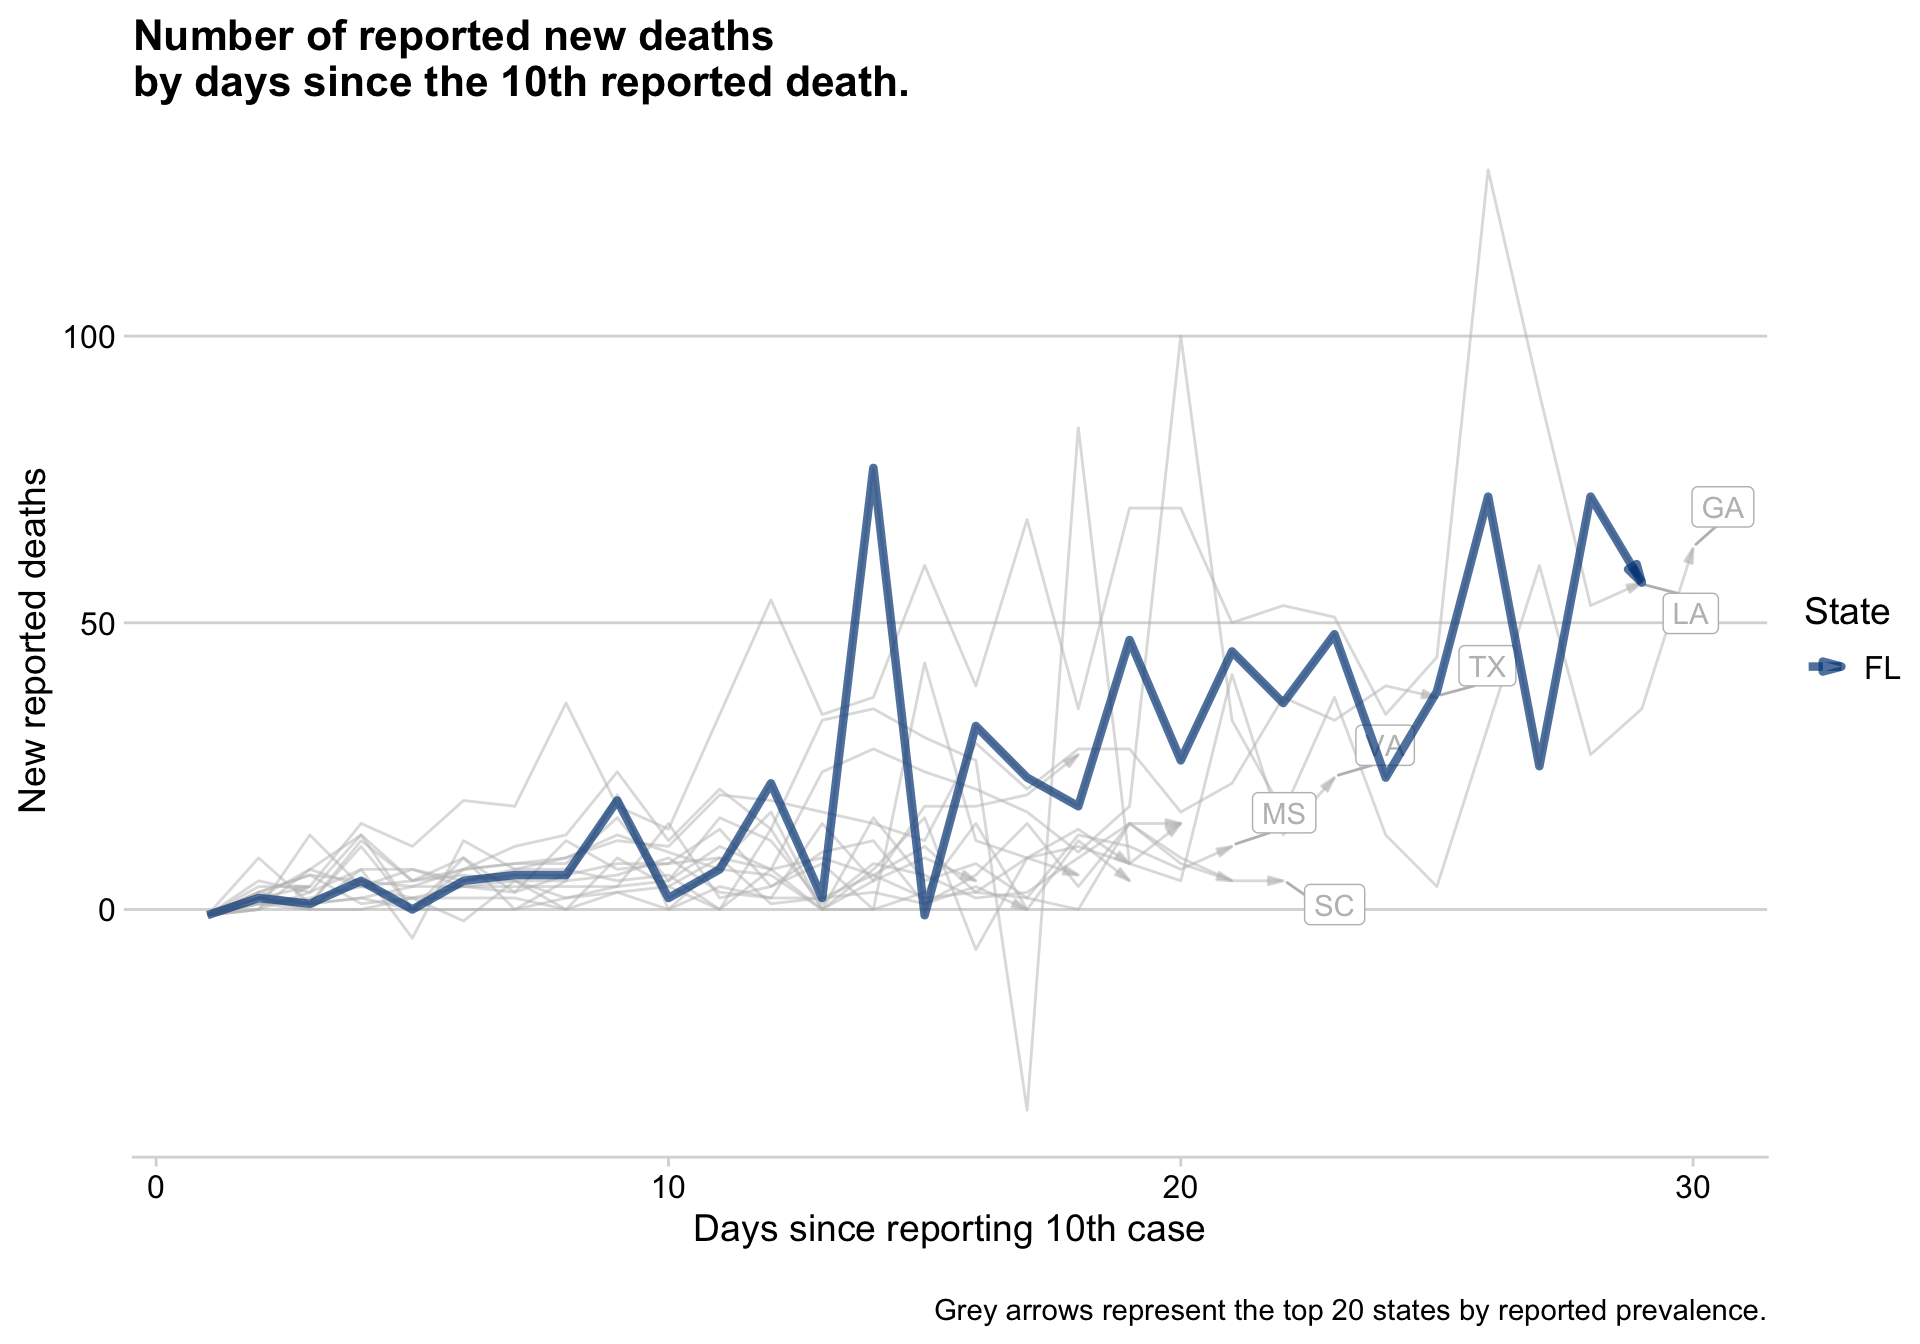 Number of reported new deaths
by days since the 10th reported death.
New reported deaths
100
50
0
GA
LA
TX
VA
MS
SC
State
FL
0 10 20 30
Days since reporting 10th case
Grey arrows represent the top 20 states by reported prevalence.